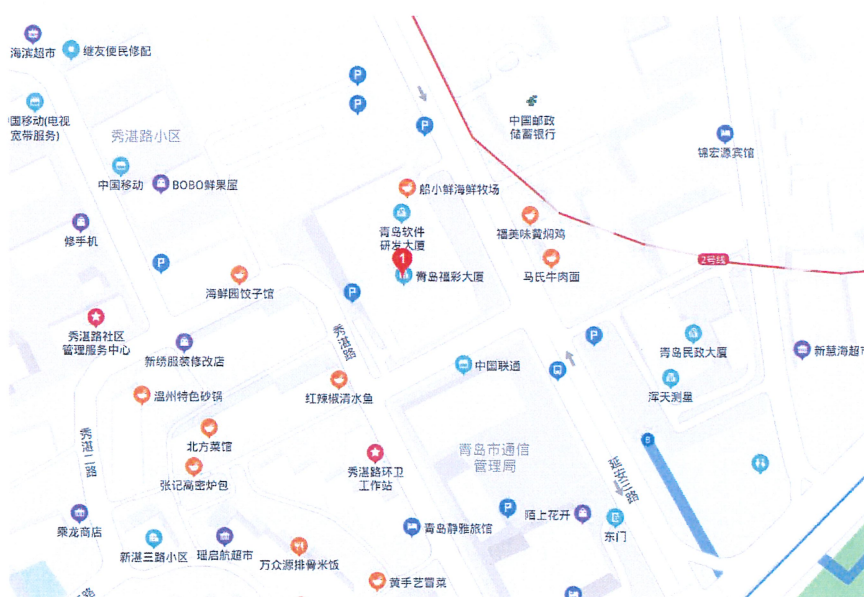 海滨超市
继友便民修配
中国移动(电视
宽带服务)
秀湛路小区
中国移动
BOBO鲜果屋
修手机
P
P
P
中国邮政
储蓄银行
锦宏源宾馆
船小鲜海鲜牧场
青岛软件
研发大厦
福美味黄焖鸡
1
青岛福彩大厦
马氏牛肉面
2号线
P
海鲜园饺子馆
P
秀湛路社区
管理服务中心
新绣服装修改店
秀湛路
P
青岛民政大厦
新慧海超市
中国联通
温州特色砂锅
红辣椒清水鱼
浑天测星
北方菜馆
秀湛二路
张记高密炉包
秀湛路环卫
工作站
青岛市通信
管理局
B
延安三路
乘龙商店
新湛三路小区
瑶启航超市
万众源排骨米饭
青岛静雅旅馆
P
陌上花开
东门
黄手艺冒菜
路